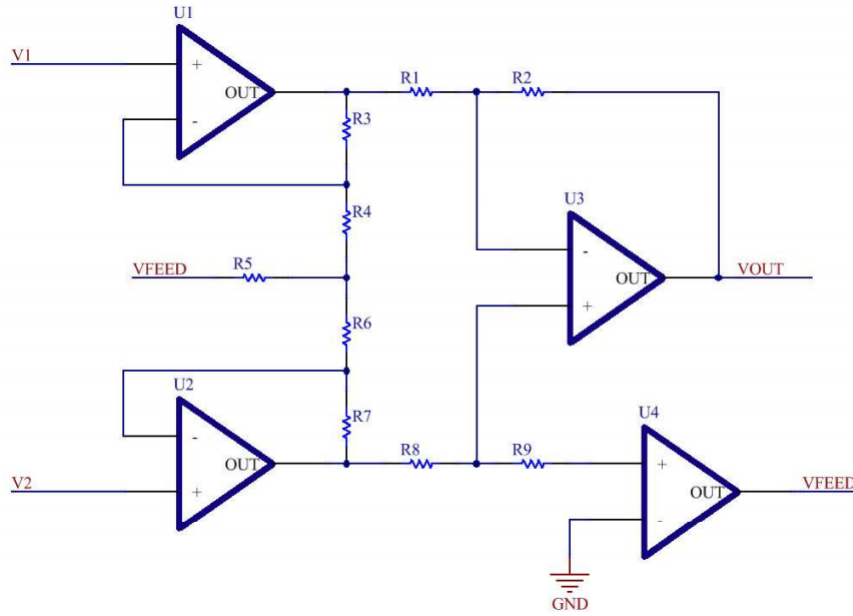 U1
V1
+
OUT
-
R1
R2
R3
R4
U3
VFEED
R5
-
OUT
+
VOUT
R6
U2
R7
-
U4
OUT
R8
R9
+
V2
+
OUT
VFEED
-
GND